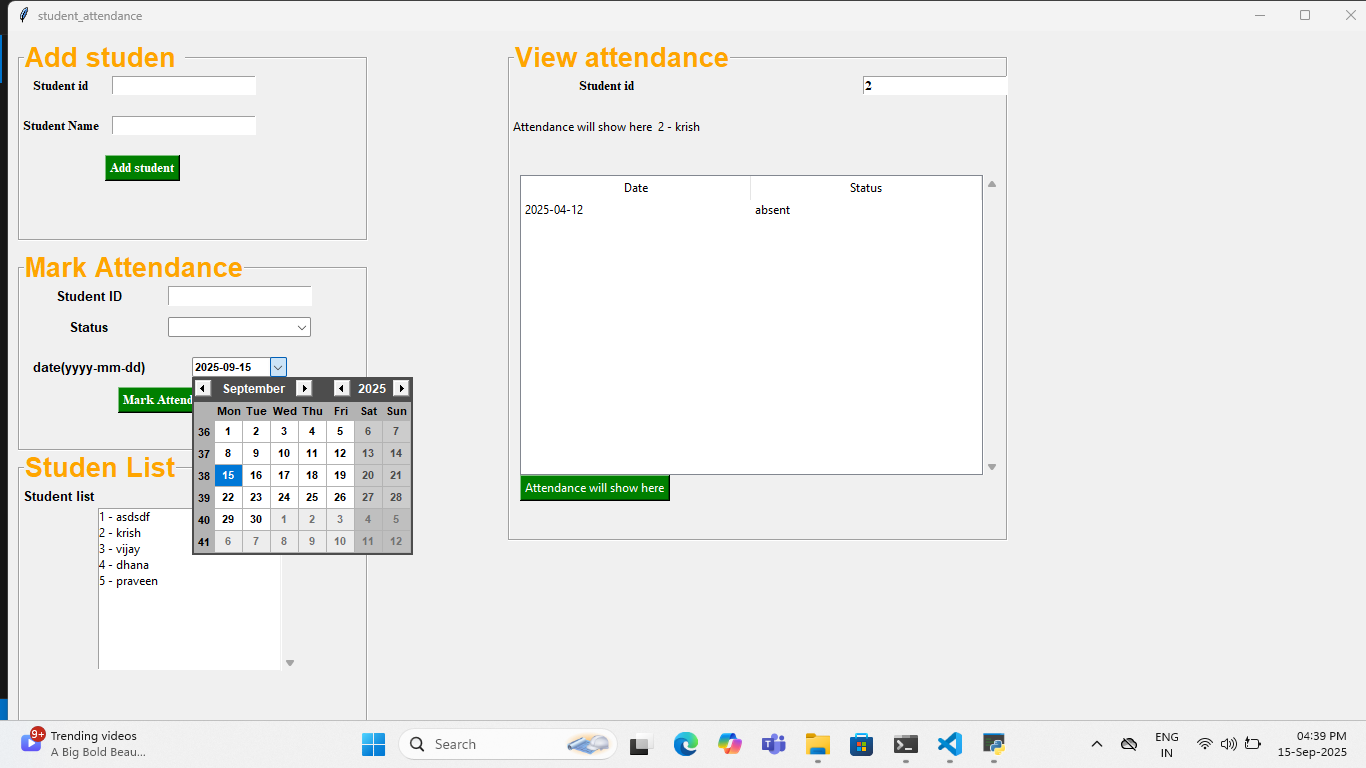 student_attendance
Add studen
Student id
Student Name
Add student
Mark Attendance
Student ID
Status
date(yyyy-mm-dd)
2025-09-15
Mark Attend
September 2025
Mon Tue Wed Thu Fri Sat Sun
36 1 2 3 4 5 6 7
37 8 9 10 11 12 13 14
38 15 16 17 18 19 20 21
39 22 23 24 25 26 27 28
40 29 30 1 2 3 4 5
41 6 7 8 9 10 11 12
Studen List
Student list
1 - asdsdf
2 - krish
3 - vijay
4 - dhana
5 - praveen
View attendance
Student id
2
Attendance will show here 2 - krish
Date Status
2025-04-12 absent
Attendance will show here
9+
Trending videos
A Big Bold Beau...
Search
ENG
IN
04:39 PM
15-Sep-2025